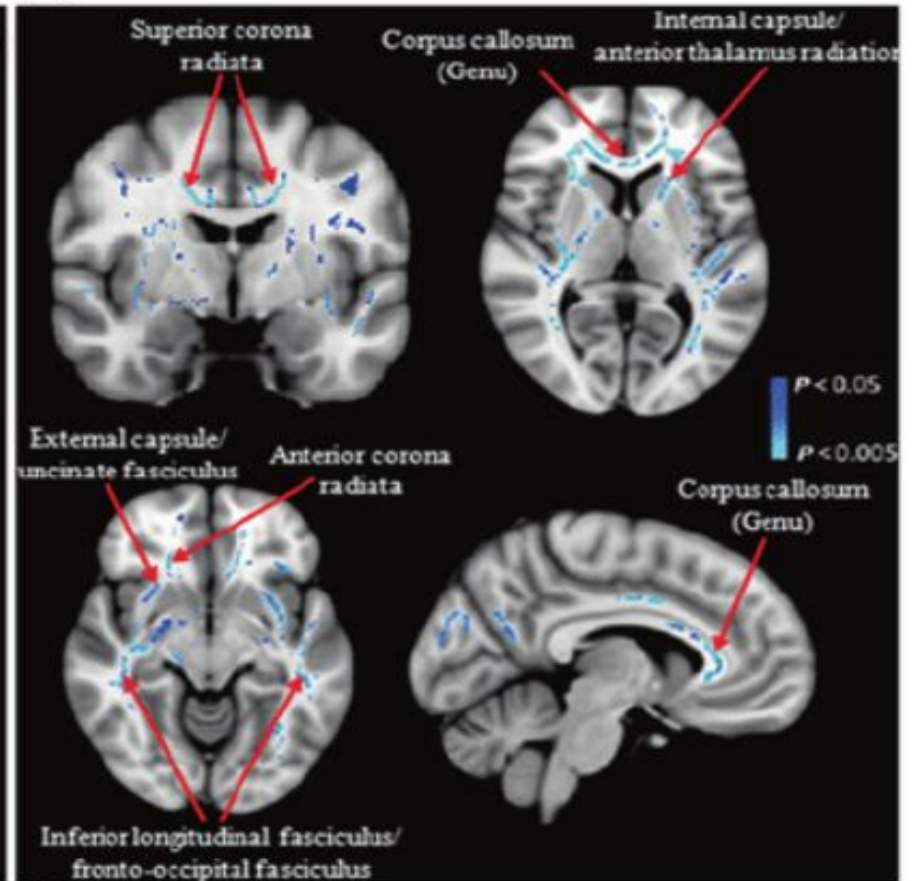 Superior corona
radiata
Corpus callosum
(Genu)
Internal capsule/
anterior thalamus radiation
P < 0.05
P < 0.005
External capsule/
uncinate fasciculus
Anterior corona
radiata
Corpus callosum
(Genu)
Inferior longitudinal fasciculus/
fronto-occipital fasciculus